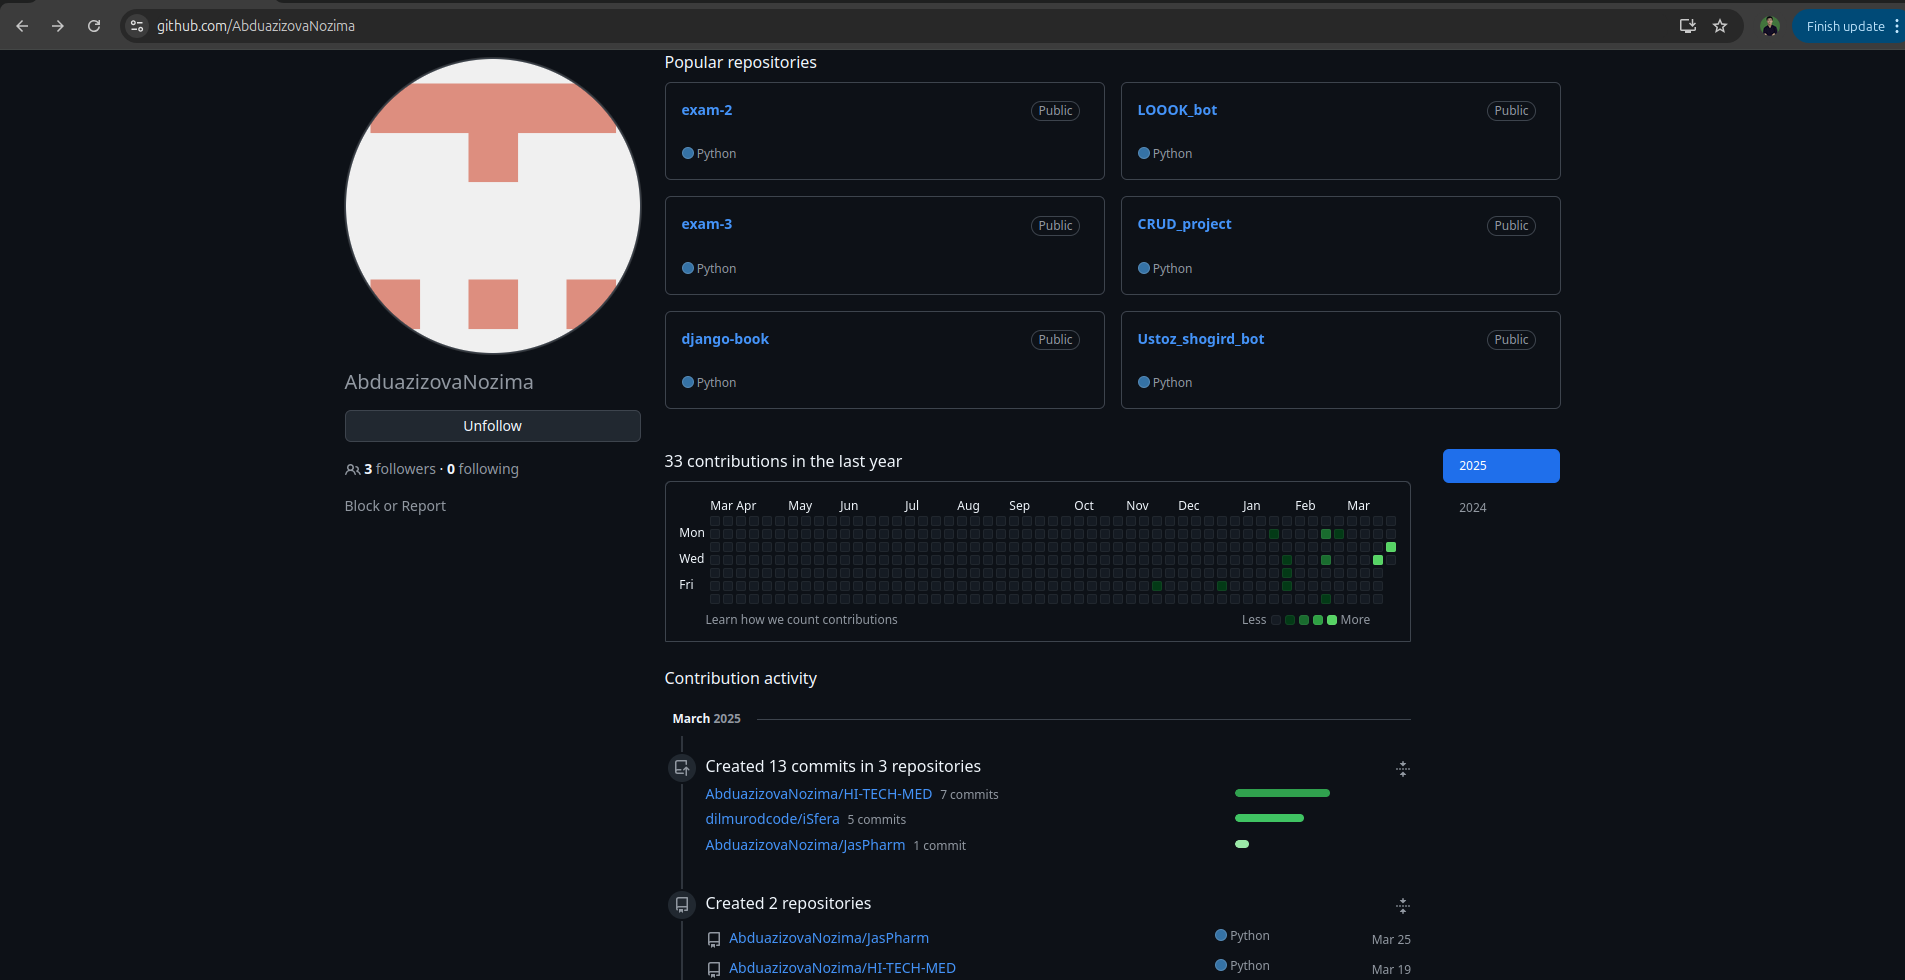 github.com/AbduazizovaNozima
Finish update
AbduazizovaNozima
Unfollow
3 followers · 0 following
Block or Report
Popular repositories
exam-2 Public
Python
LOOOK_bot Public
Python
exam-3 Public
Python
CRUD_project Public
Python
django-book Public
Python
Ustoz_shogird_bot Public
Python
33 contributions in the last year
2025
2024
Mar Apr May Jun Jul Aug Sep Oct Nov Dec Jan Feb Mar
Mon
Wed
Fri
Learn how we count contributions
Less More
Contribution activity
March 2025
Created 13 commits in 3 repositories
AbduazizovaNozima/HI-TECH-MED 7 commits
dilmurodcode/iSfera 5 commits
AbduazizovaNozima/JasPharm 1 commit
Created 2 repositories
AbduazizovaNozima/JasPharm Python Mar 25
AbduazizovaNozima/HI-TECH-MED Python Mar 19